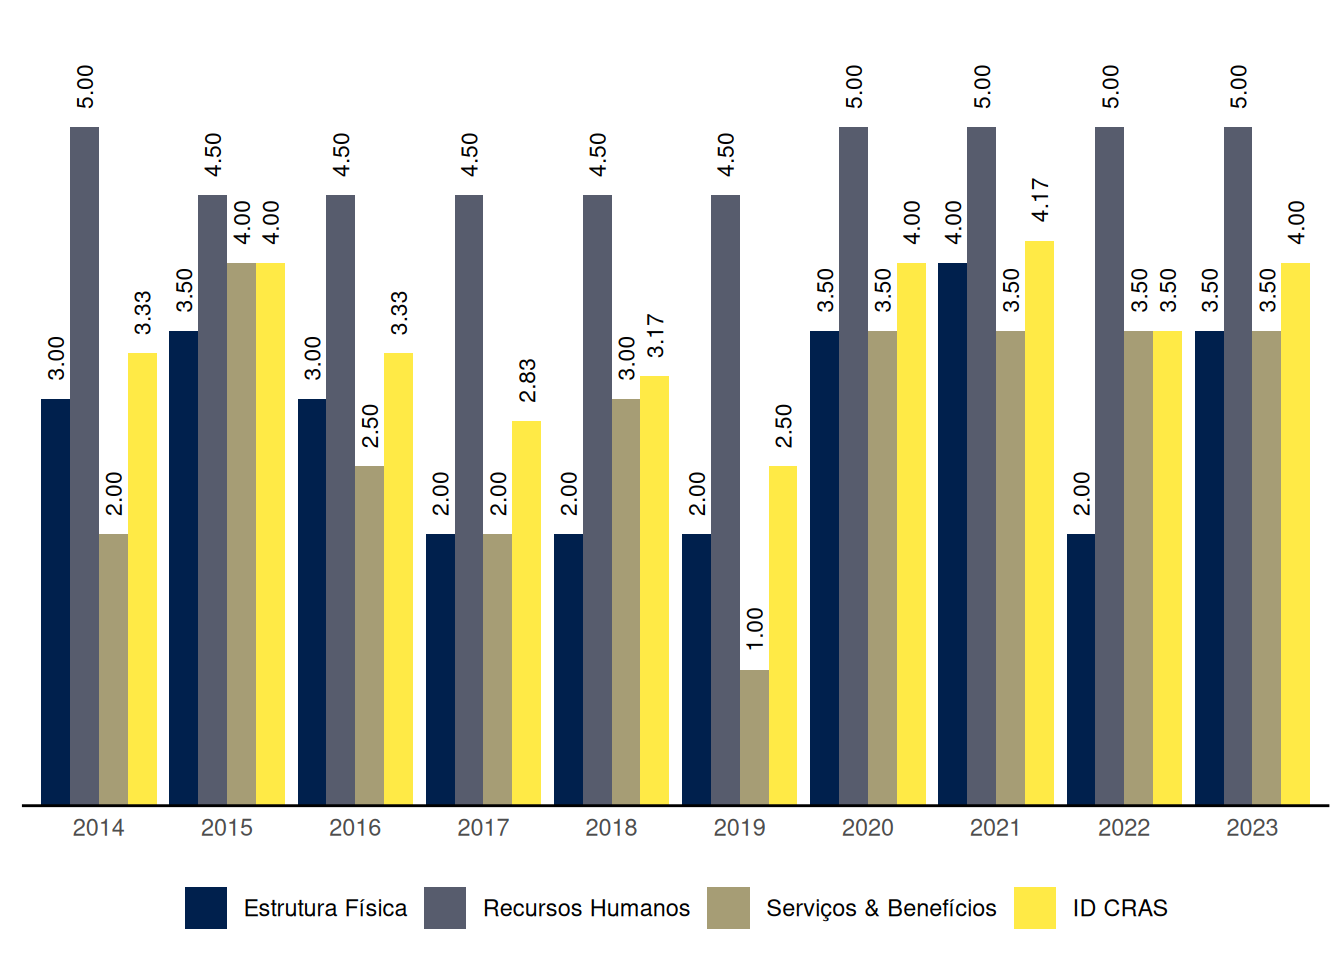 5.00 5.00 5.00 5.00 5.00
4.50 4.50 4.50 4.50 4.50
4.17
4.00 4.00 4.00 4.00 4.00
3.50 3.50 3.50 3.50 3.50 3.50 3.50 3.50
3.33 3.33
3.17
3.00 3.00 3.00
2.83
2.50 2.50
2.00 2.00 2.00 2.00 2.00 2.00
1.00
2014 2015 2016 2017 2018 2019 2020 2021 2022 2023
Estrutura Física Recursos Humanos Serviços & Benefícios ID CRAS